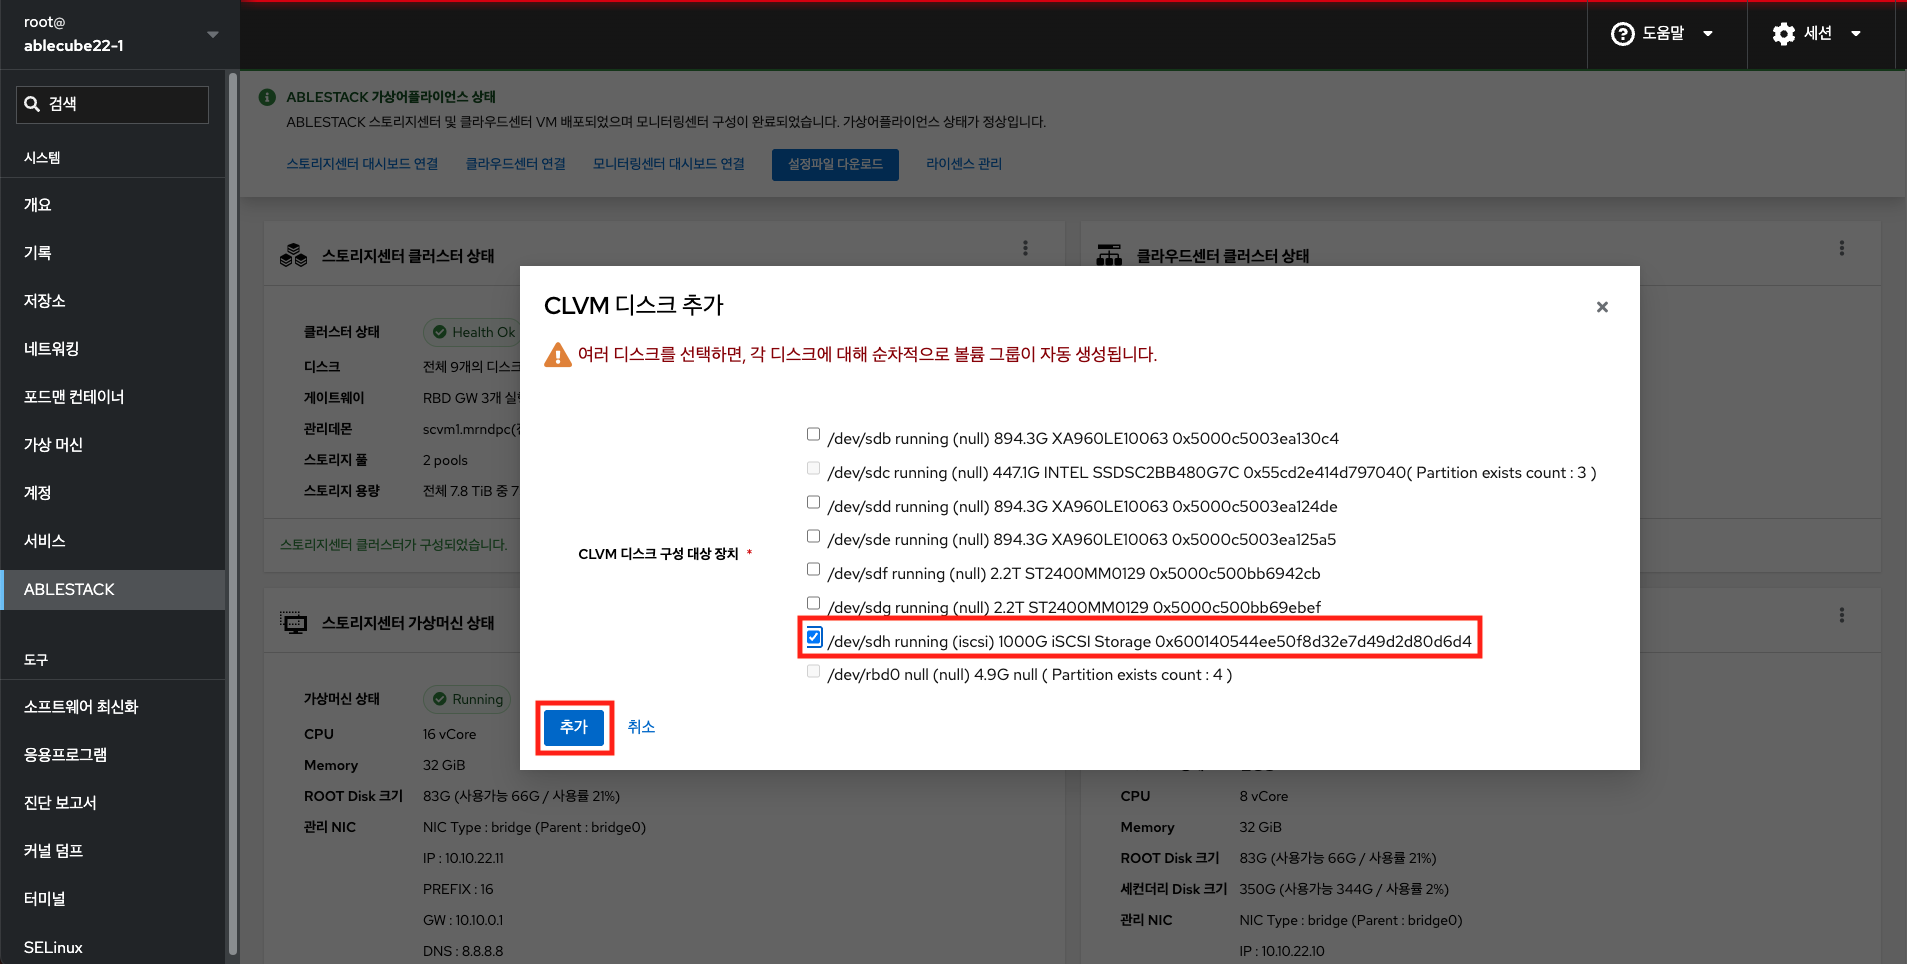 root@
ablecube22-1
도움말
세션
검색
시스템
개요
기록
저장소
네트워킹
포드맨 컨테이너
가상 머신
계정
서비스
ABLESTACK
도구
소프트웨어 최신화
응용프로그램
진단 보고서
커널 덤프
터미널
SELinux
ABLESTACK 가상어플라이언스 상태
ABLESTACK 스토리지센터 및 클라우드센터 VM 배포되었으며 모니터링센터 구성이 완료되었습니다. 가상어플라이언스 상태가 정상입니다.
스토리지센터 대시보드 연결 클라우드센터 연결 모니터링센터 대시보드 연결 설정파일 다운로드 라이센스 관리
스토리지센터 클러스터 상태
클러스터 상태 Health Ok
디스크 전체 9개의 디스크
게이트웨이 RBD GW 3개
관리데몬 scvm1.mrndpc(
스토리지 풀 2 pools
스토리지 용량 전체 7.8 TiB 중 7
스토리지센터 클러스터가 구성되었습니다.
클라우드센터 클러스터 상태
CLVM 디스크 추가
여러 디스크를 선택하면, 각 디스크에 대해 순차적으로 볼륨 그룹이 자동 생성됩니다.
CLVM 디스크 구성 대상 장치 *
/dev/sdb running (null) 894.3G XA960LE10063 0x5000c5003ea130c4
/dev/sdc running (null) 447.1G INTEL SSDSC2BB480G7C 0x55cd2e414d797040( Partition exists count : 3 )
/dev/sdd running (null) 894.3G XA960LE10063 0x5000c5003ea124de
/dev/sde running (null) 894.3G XA960LE10063 0x5000c5003ea125a5
/dev/sdf running (null) 2.2T ST2400MM0129 0x5000c500bb6942cb
/dev/sdg running (null) 2.2T ST2400MM0129 0x5000c500bb69ebef
/dev/sdh running (iscsi) 1000G iSCSI Storage 0x600140544ee50f8d32e7d49d2d80d6d4
/dev/rbd0 null (null) 4.9G null ( Partition exists count : 4 )
추가 취소
스토리지센터 가상머신 상태
가상머신 상태 Running
CPU 16 vCore
Memory 32 GiB
ROOT Disk 크기 83G (사용가능 66G / 사용률 21%)
관리 NIC NIC Type : bridge (Parent : bridge0)
IP : 10.10.22.11
PREFIX : 16
GW : 10.10.0.1
DNS : 8.8.8.8
CPU 8 vCore
Memory 32 GiB
ROOT Disk 크기 83G (사용가능 66G / 사용률 21%)
세컨더리 Disk 크기 350G (사용가능 344G / 사용률 2%)
관리 NIC NIC Type : bridge (Parent : bridge0)
IP : 10.10.22.10